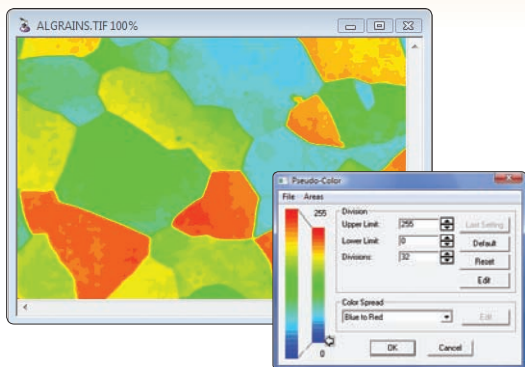 ALGRAINS.TIF 100%
Pseudo-Color
File Areas
255
0
Division
Upper Limit: 255
Lower Limit: 0
Divisions: 32
Last Setting
Default
Reset
Edit
Color Spread
Blue to Red
Edit
OK Cancel